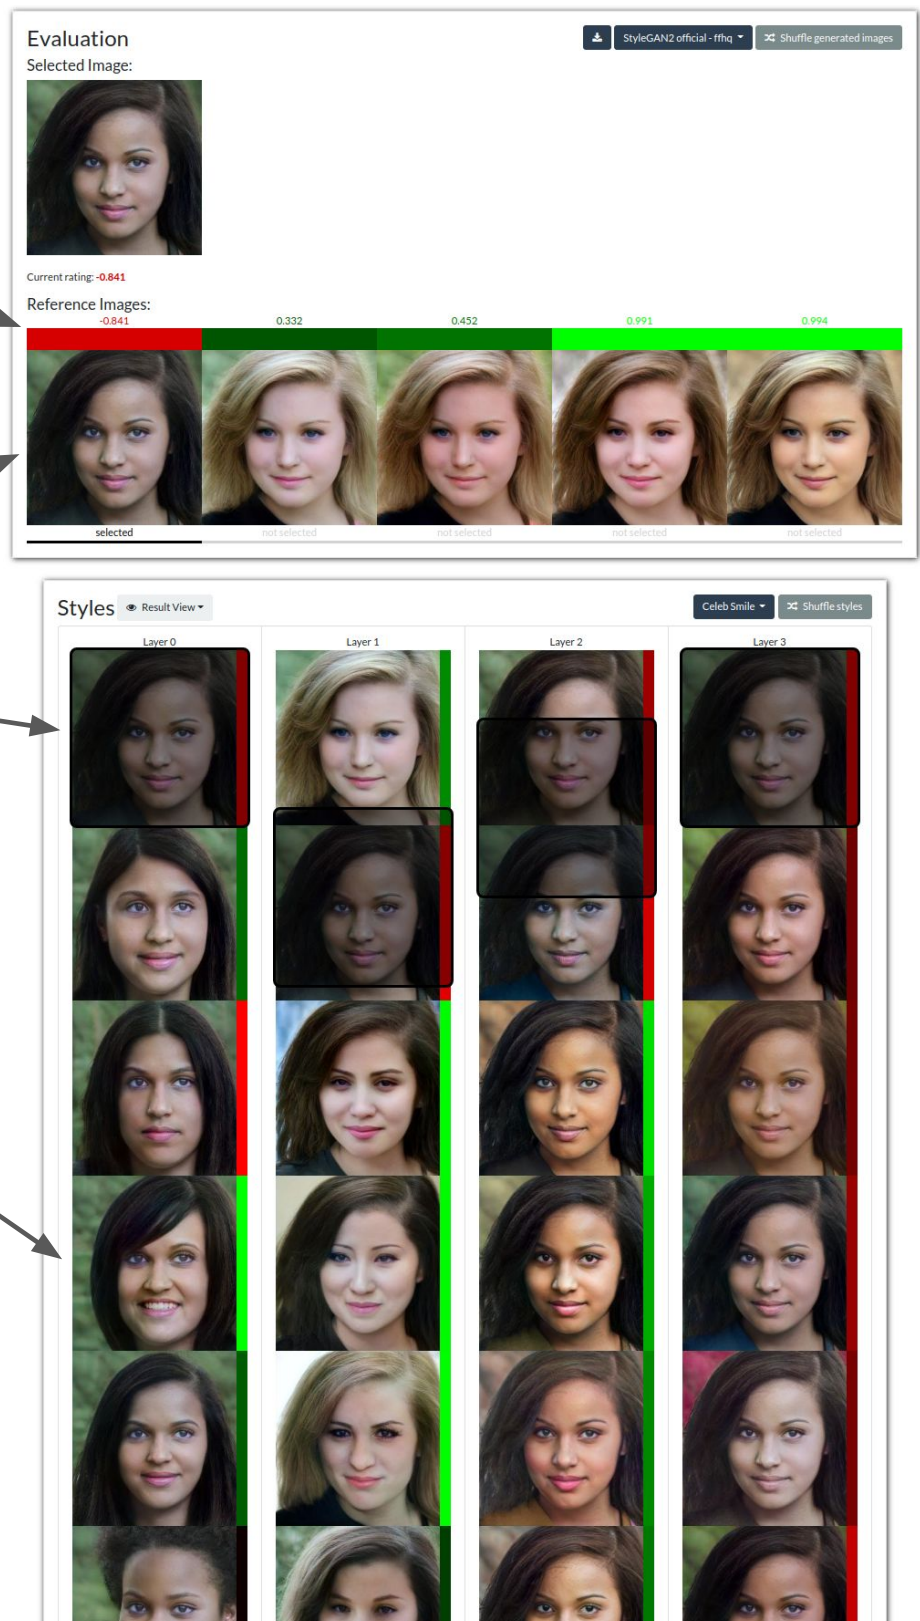 Evaluation
StyleGAN2 official - ffhq
Shuffle generated images
Selected Image:
Current rating: -0.841
Reference Images:
-0.841 0.332 0.452 0.991 0.994
selected not selected not selected not selected not selected
Styles
Result View
Celeb Smile
Shuffle styles
Layer 0 Layer 1 Layer 2 Layer 3